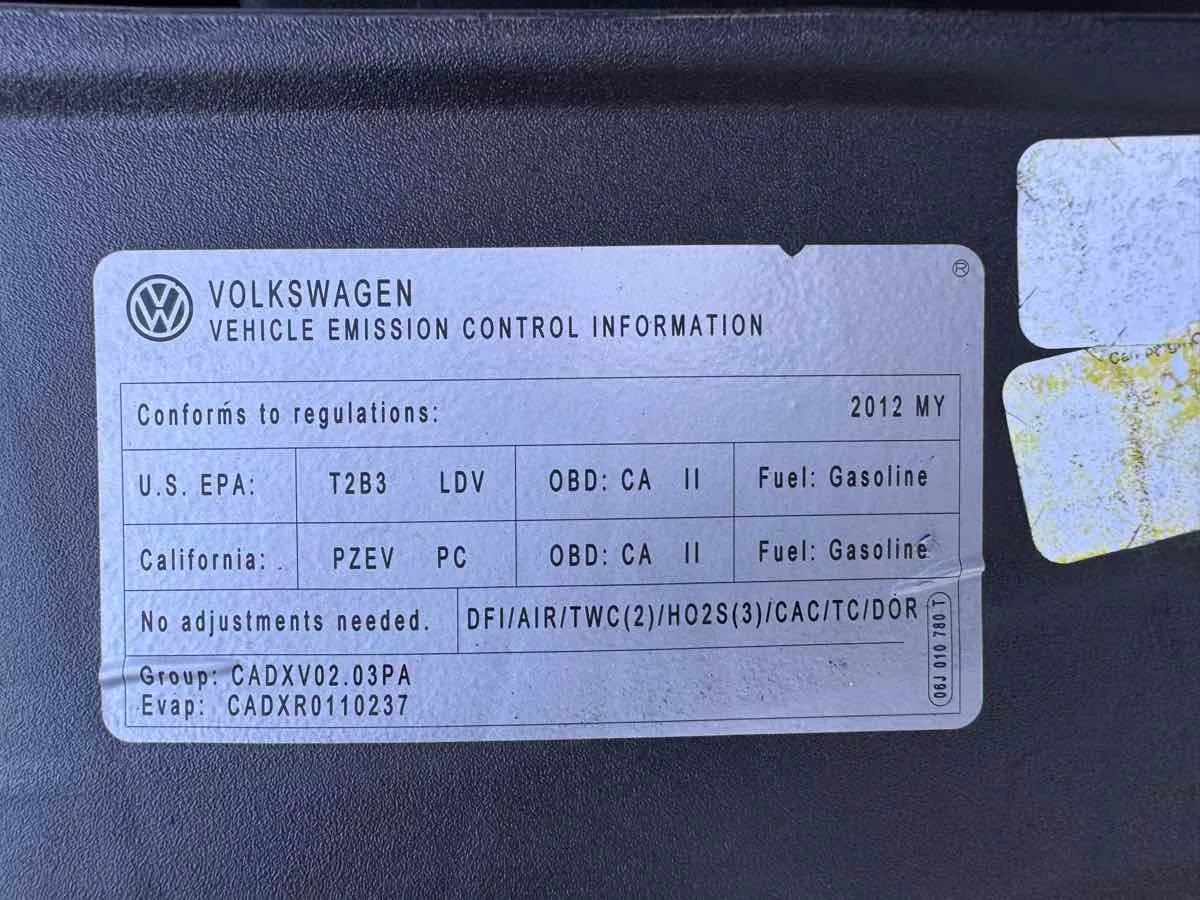 VOLKSWAGEN
VEHICLE EMISSION CONTROL INFORMATION
®
Conforms to regulations: 2012 MY
U.S. EPA: T2B3 LDV OBD: CA II Fuel: Gasoline
California: PZEV PC OBD: CA II Fuel: Gasoline
No adjustments needed. DFI/AIR/TWC(2)/HO2S(3)/CAC/TC/DOR
Group: CADXV02.03PA
Evap: CADXR0110237
06J 010 780 T